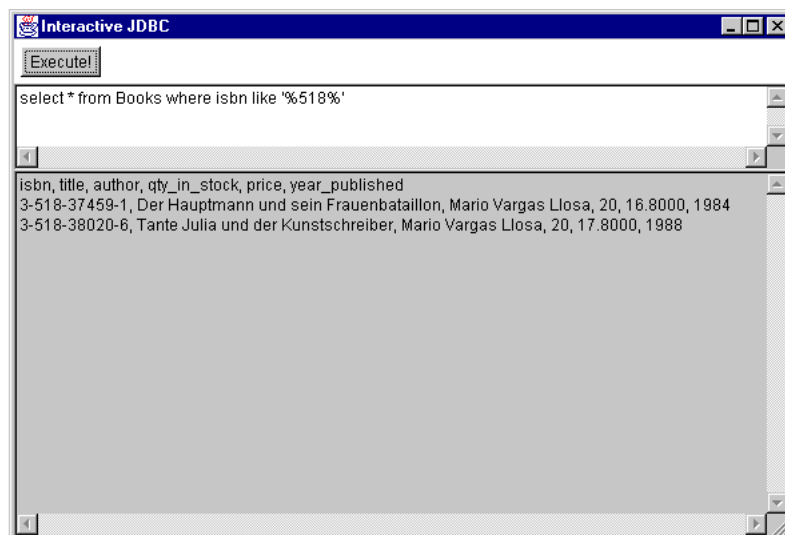 Interactive JDBC
Execute!
select * from Books where isbn like '%518%'
isbn, title, author, qty_in_stock, price, year_published
3-518-37459-1, Der Hauptmann und sein Frauenbataillon, Mario Vargas Llosa, 20, 16.8000, 1984
3-518-38020-6, Tante Julia und der Kunstschreiber, Mario Vargas Llosa, 20, 17.8000, 1988